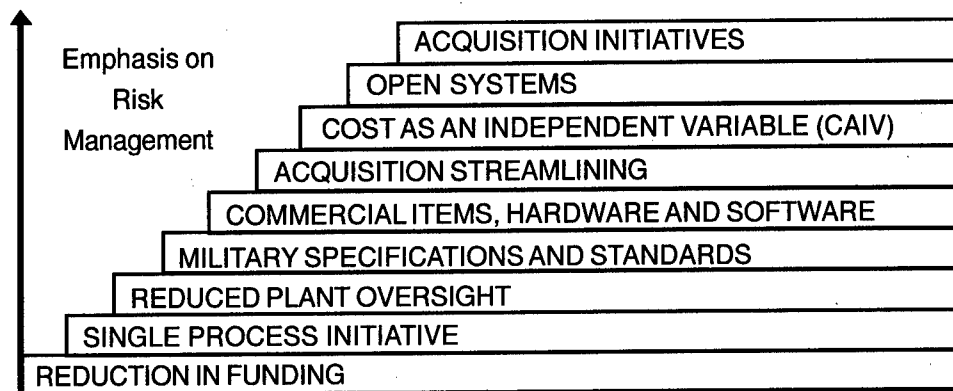 Emphasis on
Risk
Management
ACQUISITION INITIATIVES
OPEN SYSTEMS
COST AS AN INDEPENDENT VARIABLE (CAIV)
ACQUISITION STREAMLINING
COMMERCIAL ITEMS, HARDWARE AND SOFTWARE
MILITARY SPECIFICATIONS AND STANDARDS
REDUCED PLANT OVERSIGHT
SINGLE PROCESS INITIATIVE
REDUCTION IN FUNDING